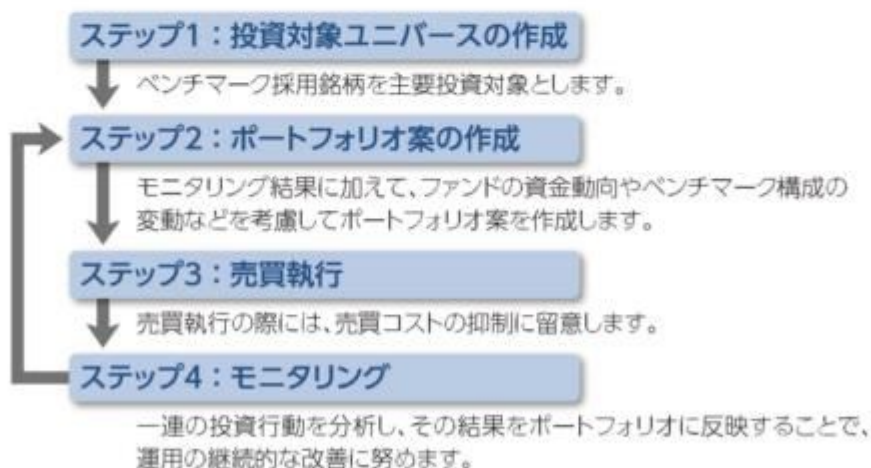 ステップ1：投資対象ユニバースの作成
ベンチマーク採用銘柄を主要投資対象とします。
ステップ2：ポートフォリオ案の作成
モニタリング結果に加えて、ファンドの資金動向やベンチマーク構成の
変動などを考慮してポートフォリオ案を作成します。
ステップ3：売買執行
売買執行の際には、売買コストの抑制に留意します。
ステップ4：モニタリング
一連の投資行動を分析し、その結果をポートフォリオに反映することで、
運用の継続的な改善に努めます。